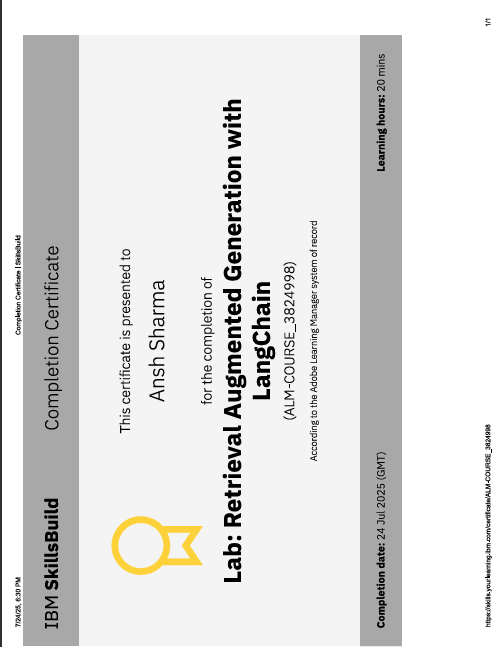 7/24/25, 6:30 PM
Completion Certificate | SkillsBuild
IBM SkillsBuild
Completion Certificate
This certificate is presented to
Ansh Sharma
for the completion of
Lab: Retrieval Augmented Generation with
LangChain
(ALM-COURSE_3824998)
According to the Adobe Learning Manager system of record
Completion date: 24 Jul 2025 (GMT)
Learning hours: 20 mins
https://skills.yourlearning.ibm.com/certificate/ALM-COURSE_3824998
1/1